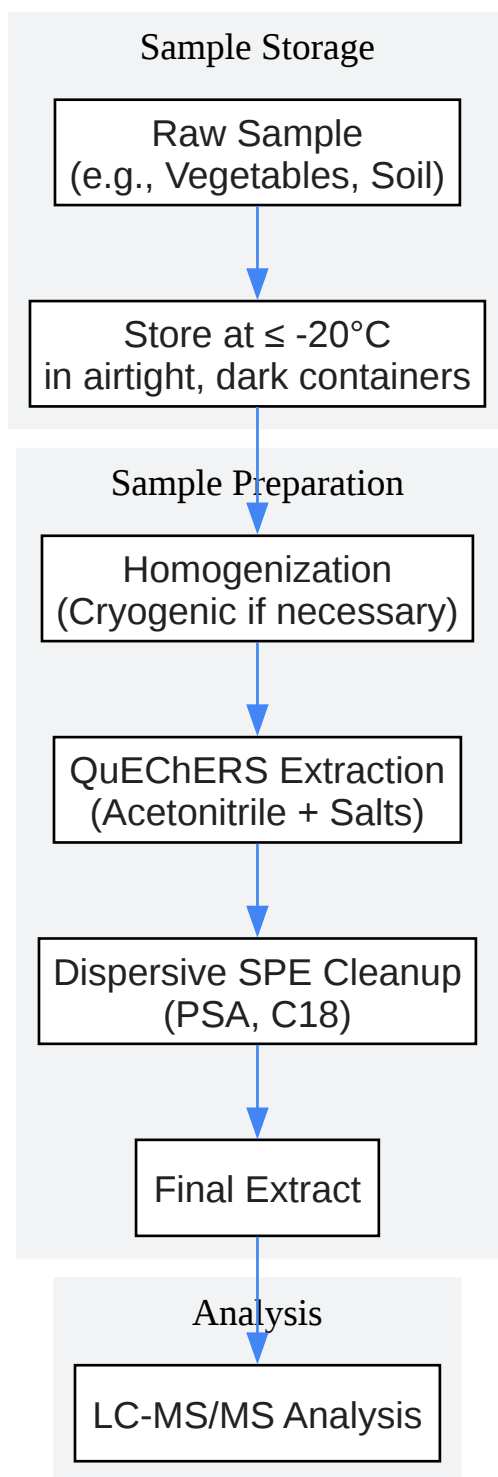 Sample Storage
Raw Sample
(e.g., Vegetables, Soil)
Store at ≤ -20°C
in airtight, dark containers
Sample Preparation
Homogenization
(Cryogenic if necessary)
QuEChERS Extraction
(Acetonitrile + Salts)
Dispersive SPE Cleanup
(PSA, C18)
Final Extract
Analysis
LC-MS/MS Analysis